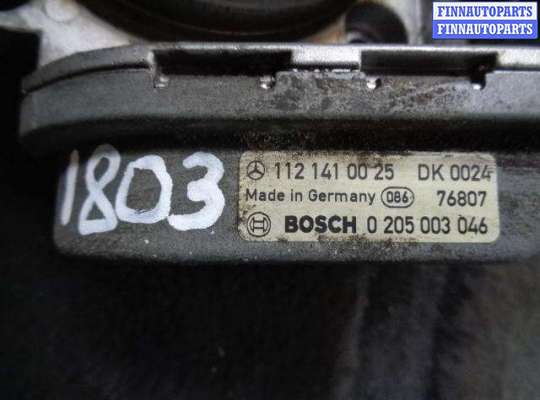 FINNAUTOPARTS
FINNAUTOPARTS
1803
112 141 00 25 DK 0024
Made in Germany 086 76807
BOSCH 0 205 003 046